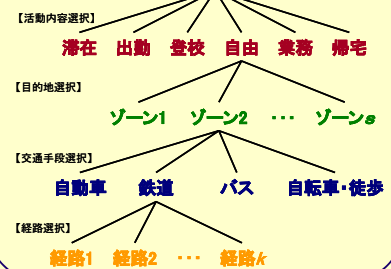 【活動内容選択】
滞在 出勤 登校 自由 業務 帰宅
【目的地選択】
ゾーン1 ゾーン2 ･･･ ゾーンs
【交通手段選択】
自動車 鉄道 バス 自転車･徒歩
【経路選択】
経路1 経路2 ･･･ 経路k